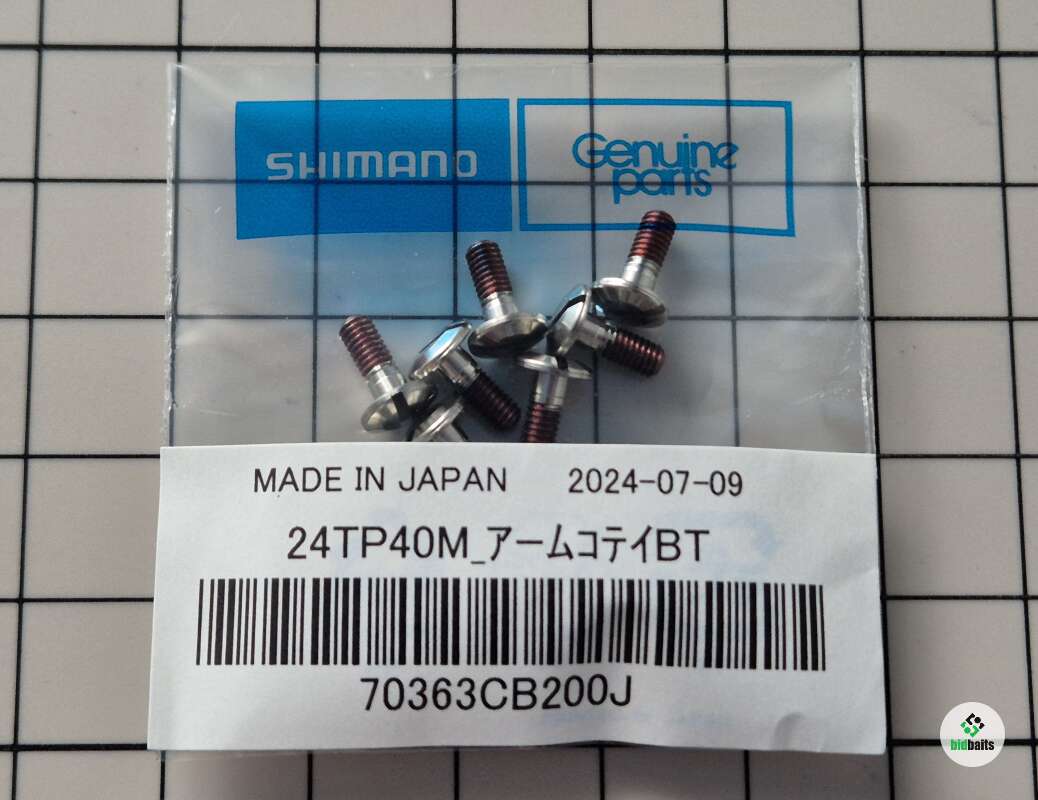 SHIMANO
Genuine
parts
MADE IN JAPAN 2024-07-09
24TP40M_アームコテイBT
70363CB200J
bidbaits